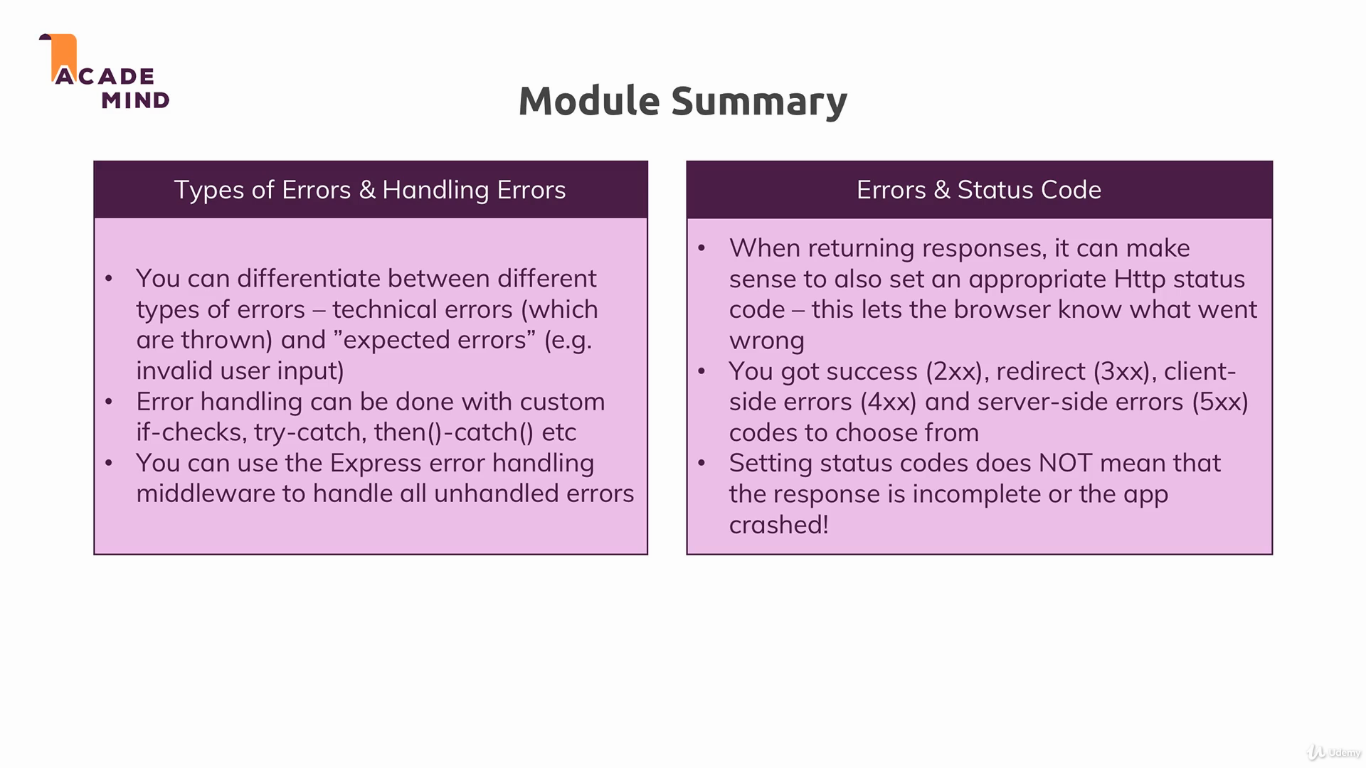 ACADE
MIND
Module Summary
Types of Errors & Handling Errors
• You can differentiate between different
types of errors – technical errors (which
are thrown) and ”expected errors” (e.g.
invalid user input)
• Error handling can be done with custom
if-checks, try-catch, then()-catch() etc
• You can use the Express error handling
middleware to handle all unhandled errors
Errors & Status Code
• When returning responses, it can make
sense to also set an appropriate Http status
code – this lets the browser know what went
wrong
• You got success (2xx), redirect (3xx), client-
side errors (4xx) and server-side errors (5xx)
codes to choose from
• Setting status codes does NOT mean that
the response is incomplete or the app
crashed!
Udemy